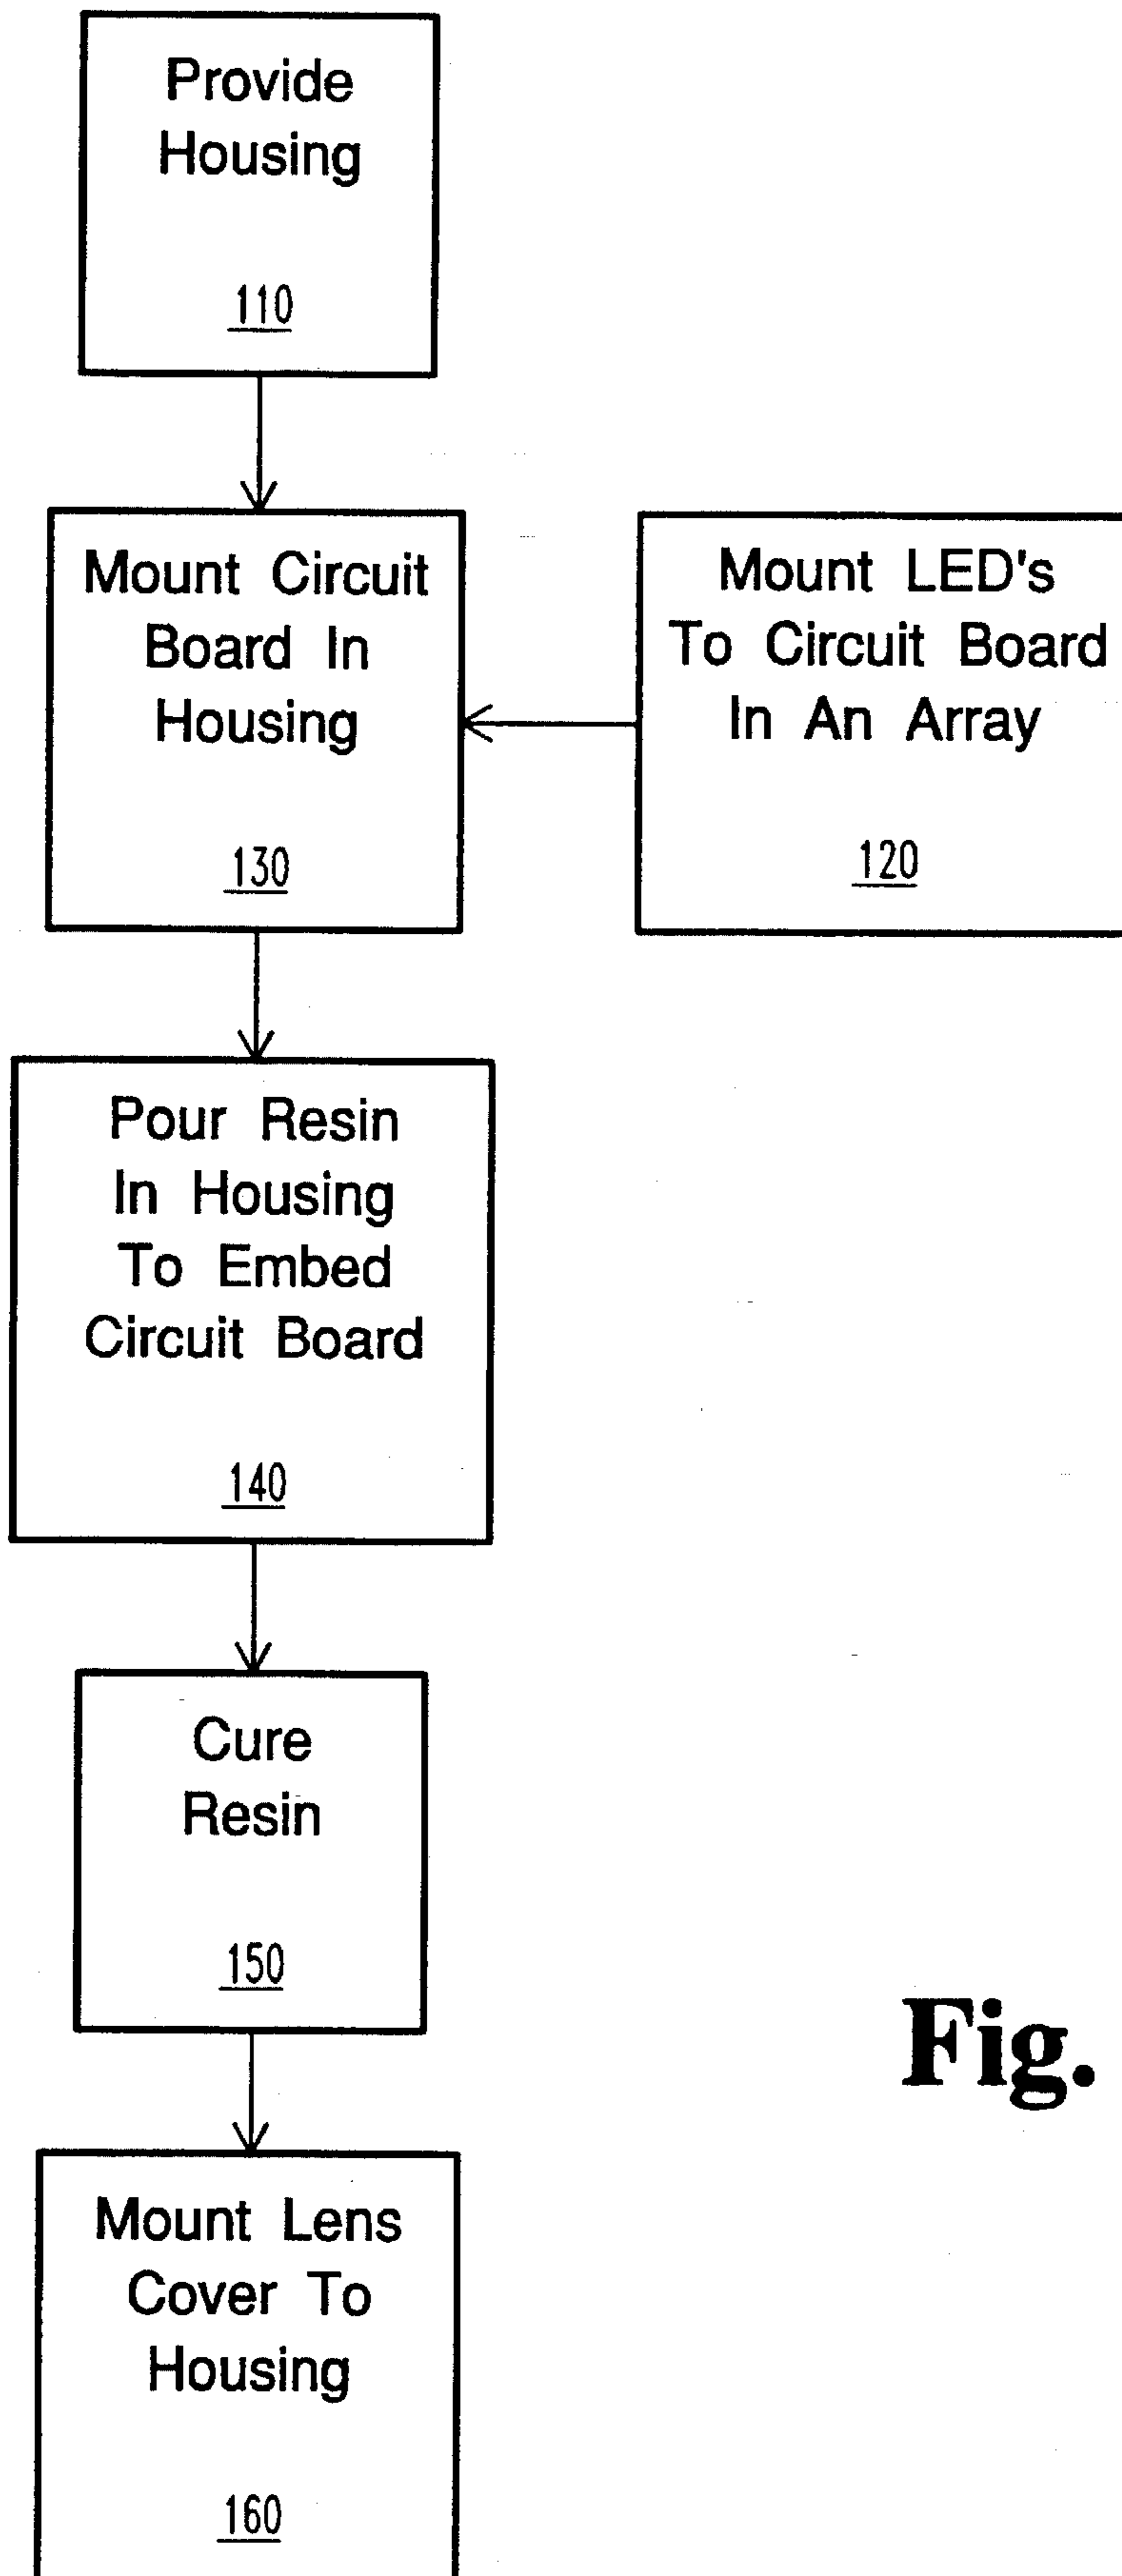 Provide
Housing
110
Mount Circuit
Board In
Housing
130
Mount LED's
To Circuit Board
In An Array
120
Pour Resin
In Housing
To Embed
Circuit Board
140
Cure
Resin
150
Fig.
Mount Lens
Cover To
Housing
160